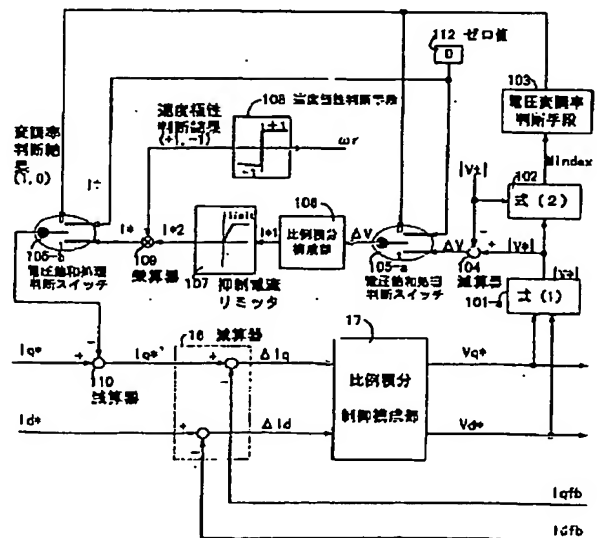 112 ゼロ値
0
103
電圧変調率
判断手段
108 速度極性判断手段
+1
-1
ωr
速度極性
判断結果
(+1, -1)
変調率
判断結
果
(1, 0)
Mindex
102
式 (2)
|V*|
101
式 (1)
104
減算器
ΔV
105-a
電圧飽和処理
判断スイッチ
ΔV
106
比例積分
構成部
I*1
limit
107
抑制電流
リミッタ
I*2
109
乗算器
I*
105-b
電圧飽和処理
判断スイッチ
110
減算器
Iq*
Iq*'
16 減算器
ΔIq
17
比例積分
制御構成部
Vq*
Id*
ΔId
Vd*
Iqfb
Idfb